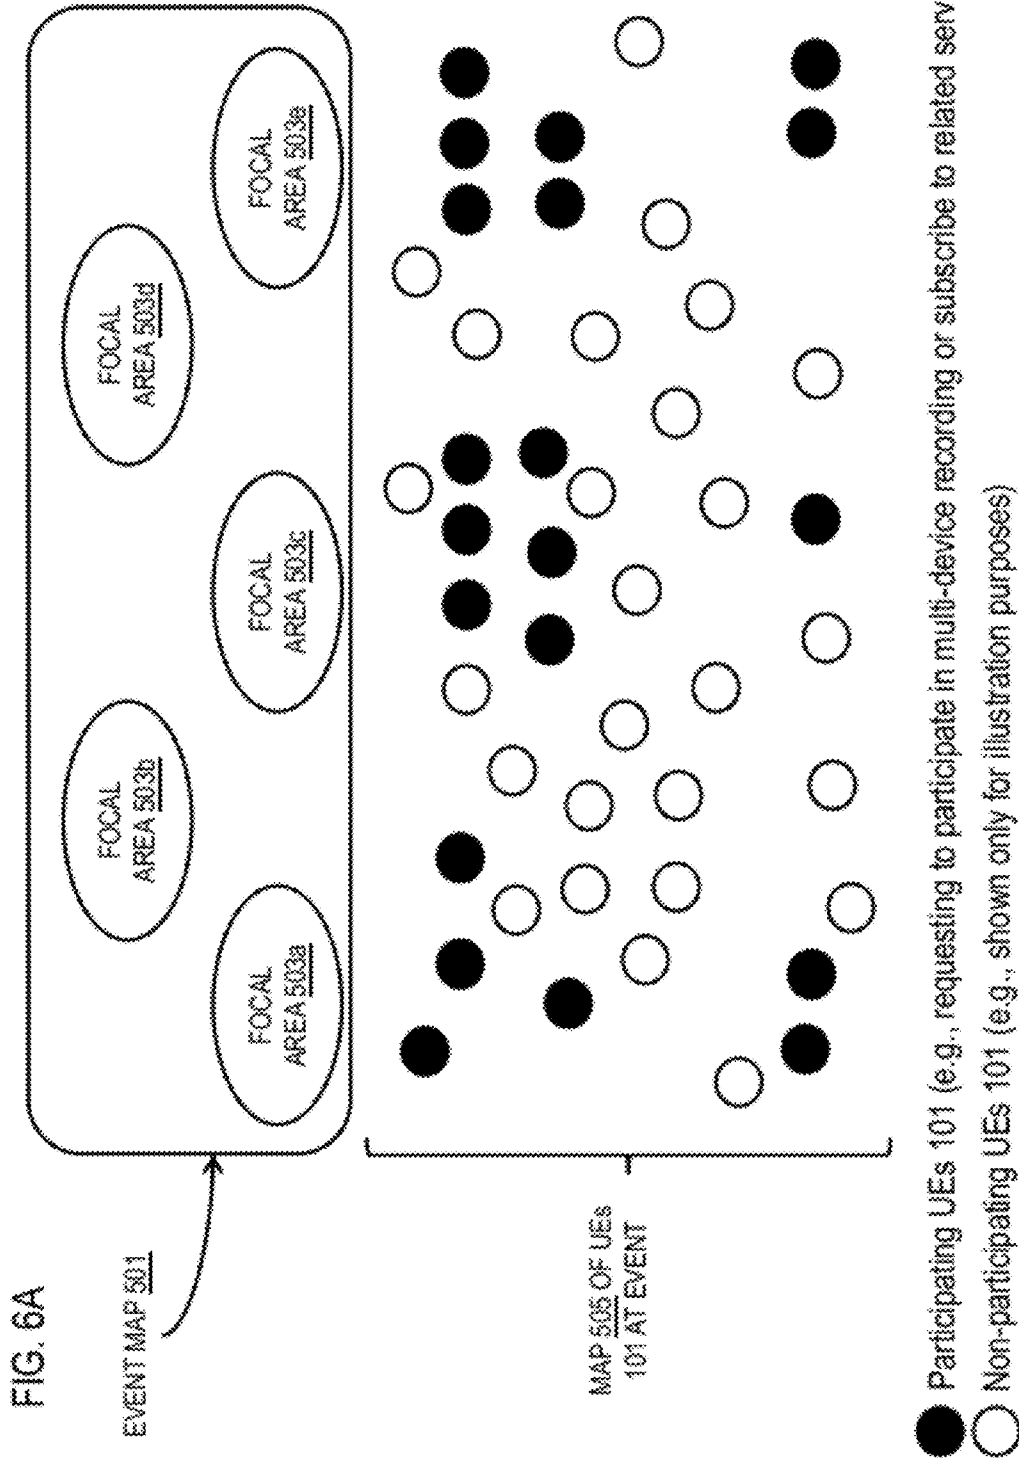 FIG. 6A
EVENT MAP 501
FOCAL
AREA 503a
FOCAL
AREA 503b
FOCAL
AREA 503c
FOCAL
AREA 503d
FOCAL
AREA 503e
MAP 505 OF UEs
101 AT EVENT
Participating UEs 101 (e.g., requesting to participate in multi-device recording or subscribe to related serv
Non-participating UEs 101 (e.g., shown only for illustration purposes)